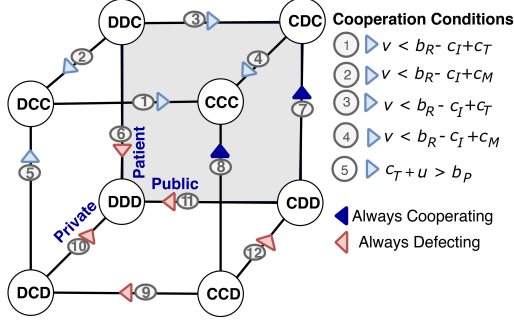 DDC
3
CDC
Cooperation Conditions
2
4
1 v < b_R - c_I+c_T
2 v < b_R - c_I+c_M
DCC
1
CCC
3 v < b_R - c_I+c_T
7
6
Patient
4 v < b_R - c_I+c_M
5
8
5 c_T + u > b_P
Public
DDD
11
CDD
Private
Always Cooperating
10
12
Always Defecting
DCD
9
CCD